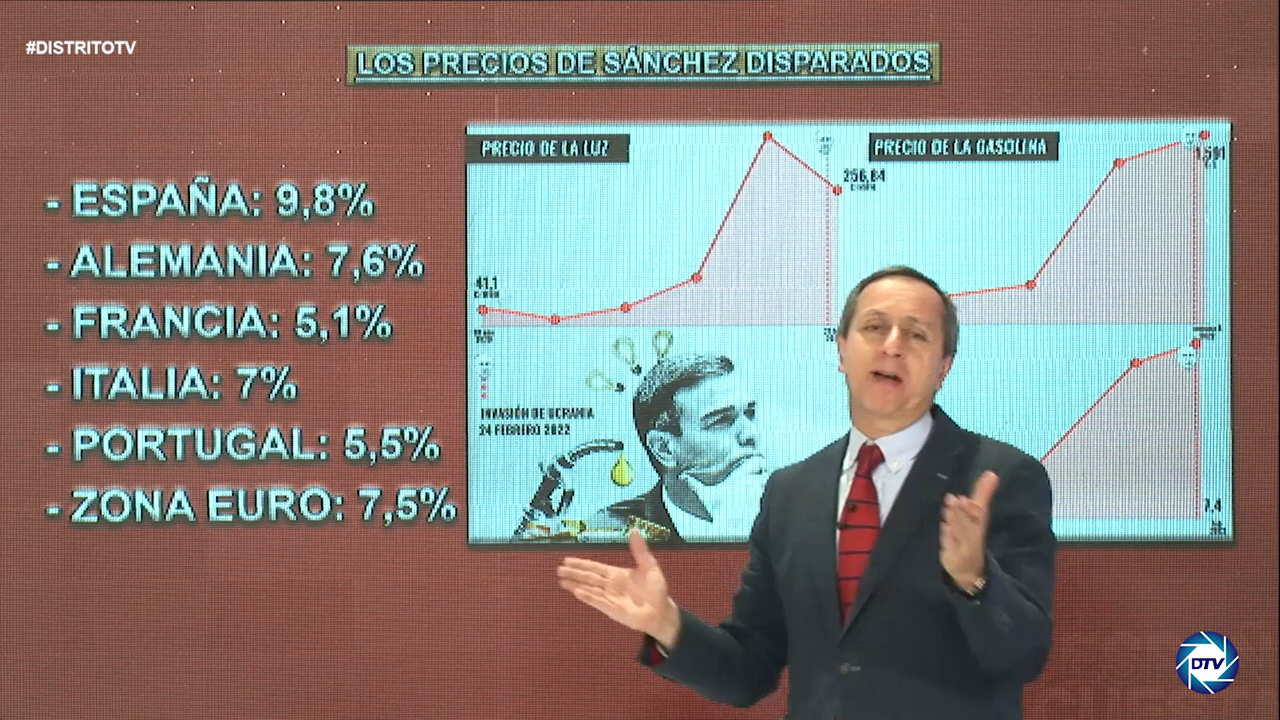 #DISTRITOTV
LOS PRECIOS DE SÁNCHEZ DISPARADOS
- ESPAÑA: 9,8%
- ALEMANIA: 7,6%
- FRANCIA: 5,1%
- ITALIA: 7%
- PORTUGAL: 5,5%
- ZONA EURO: 7,5%
PRECIO DE LA LUZ
256,84
41,1
INVASIÓN DE UCRANIA
24 FEBRERO 2022
PRECIO DE LA GASOLINA
7,4
DTV